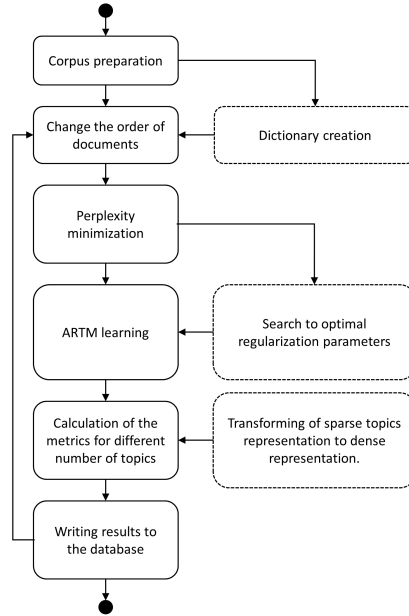 Corpus preparation
Change the order of
documents
Dictionary creation
Perplexity
minimization
ARTM learning
Search to optimal
regularization parameters
Calculation of the
metrics for different
number of topics
Transforming of sparse topics
representation to dense
representation.
Writing results to
the database